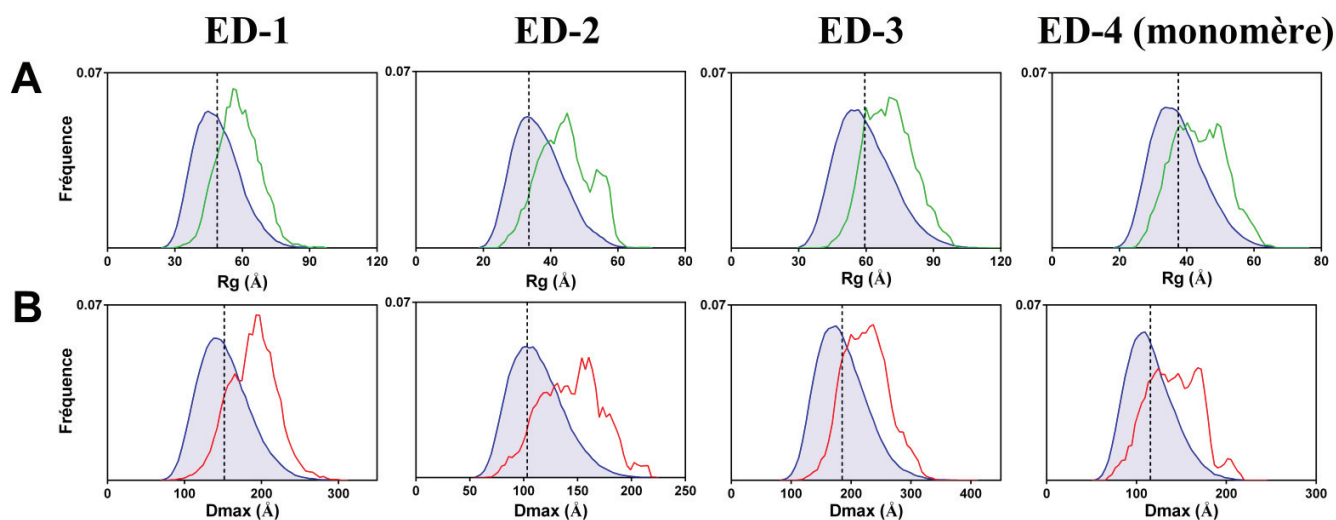 ED-1 ED-2 ED-3 ED-4 (monomère)
A
0.07 0.07 0.07 0.07
Fréquence
0 30 60 90 120 0 20 40 60 80 0 30 60 90 120 0 20 40 60 80
Rg (Å) Rg (Å) Rg (Å) Rg (Å)
B
0.07 0.07 0.07 0.07
Fréquence
0 100 200 300 0 50 100 150 200 250 0 100 200 300 400 0 100 200 300
Dmax (Å) Dmax (Å) Dmax (Å) Dmax (Å)